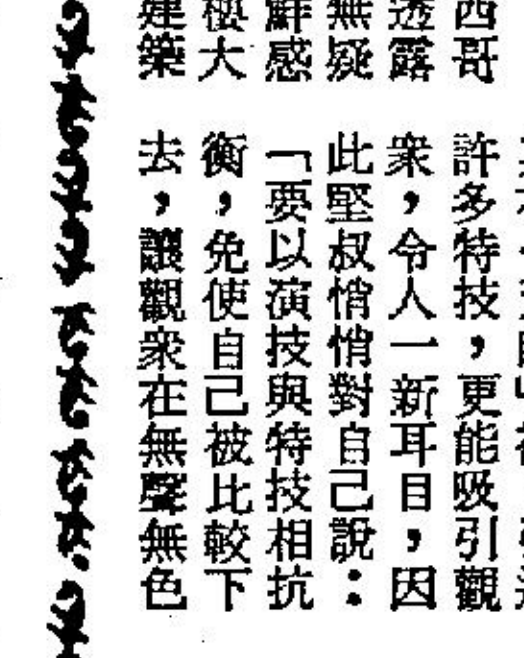 許多特技，更能吸引觀
衆，令人一新耳目，因
此堅叔悄悄對自己說：
「要以演技與特技相抗
衡，免使自己被比較下
去，讓觀衆在無聲無色
西哥
透露
無疑
鮮感
樓大
建築